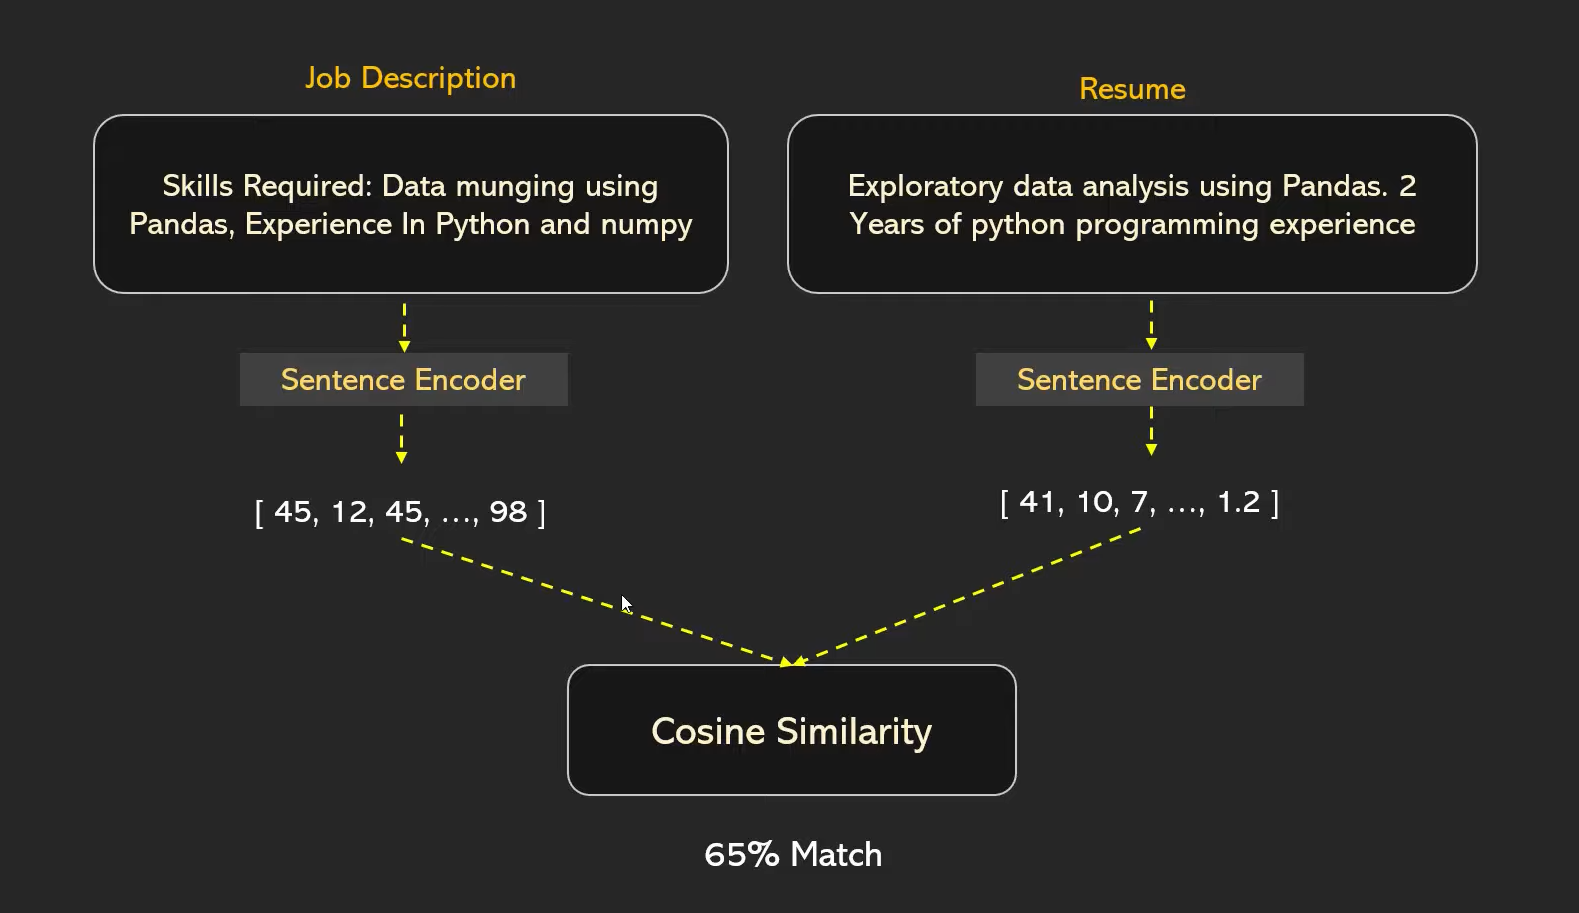 Job Description
Skills Required: Data munging using
Pandas, Experience In Python and numpy
Sentence Encoder
[ 45, 12, 45, ..., 98 ]
Resume
Exploratory data analysis using Pandas. 2
Years of python programming experience
Sentence Encoder
[ 41, 10, 7, ..., 1.2 ]
Cosine Similarity
65% Match